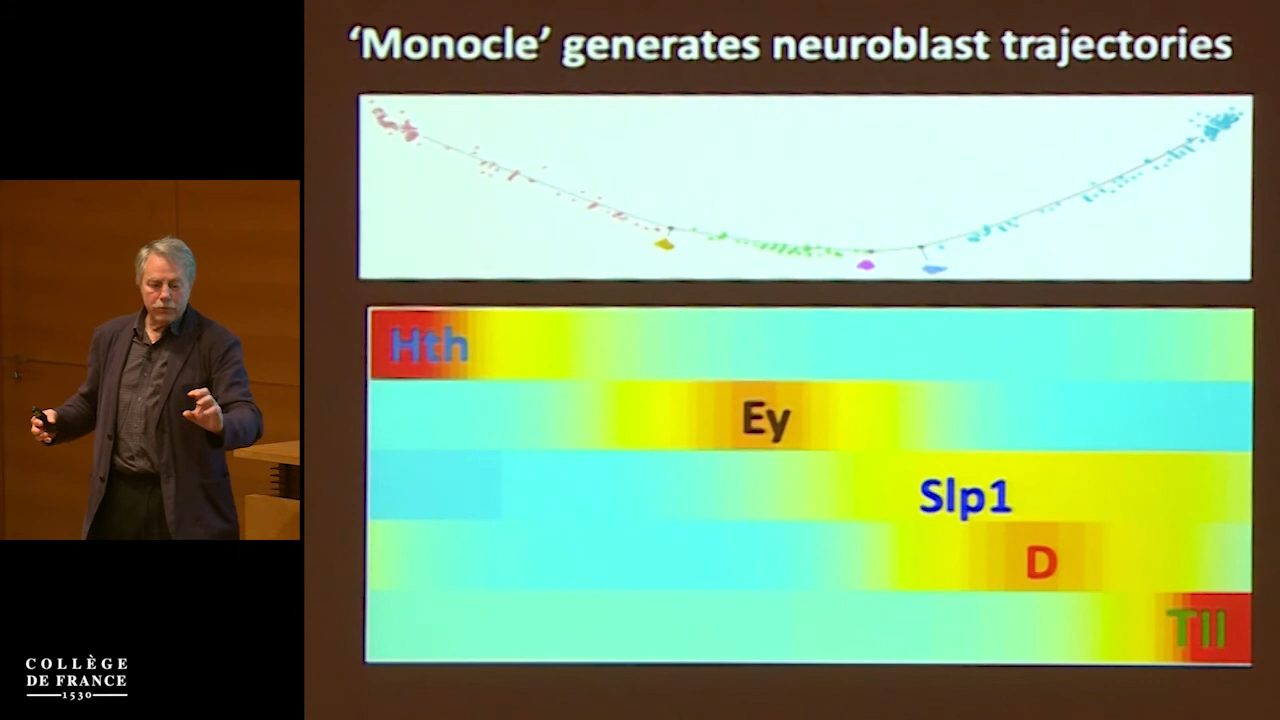 ‘Monocle’ generates neuroblast trajectories
Hth
Ey
Slp1
D
Tll
COLLÈGE
DE FRANCE
1530